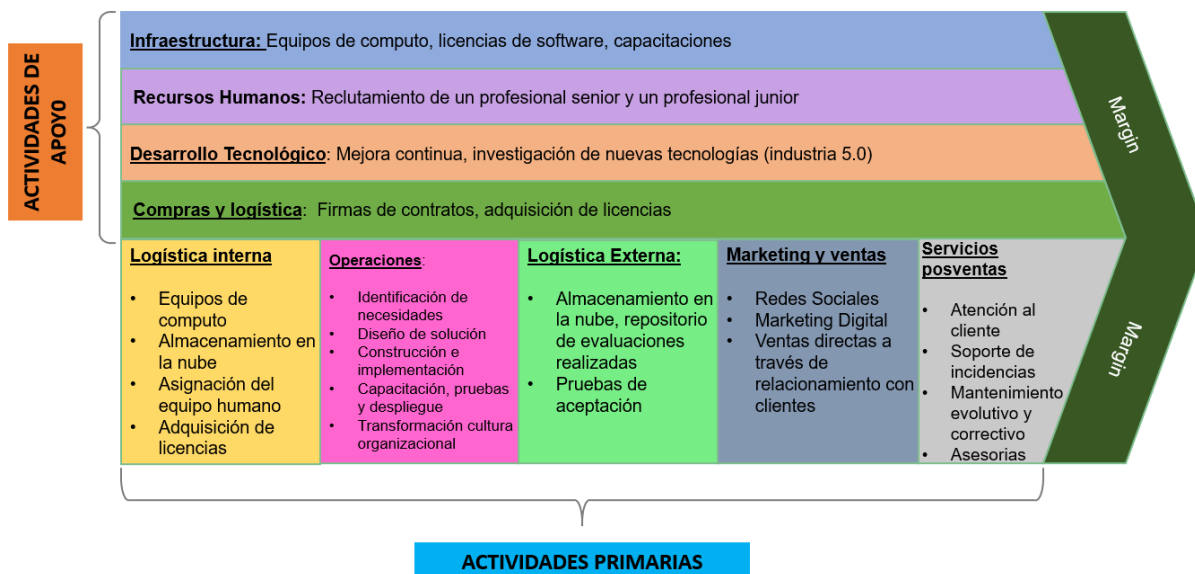 ACTIVIDADES DE
APOY0
Infraestructura: Equipos de computo, licencias de software, capacitaciones
Recursos Humanos: Reclutamiento de un profesional senior y un profesional junior
Desarrollo Tecnológico: Mejora continua, investigación de nuevas tecnologías (industria 5.0)
Compras y logística: Firmas de contratos, adquisición de licencias
Margin
Logística interna
• Equipos de
computo
• Almacenamiento en
la nube
• Asignación del
equipo humano
• Adquisición de
licencias
Operaciones:
• Identificación de
necesidades
• Diseño de solución
• Construcción e
implementación
• Capacitación, pruebas
y despliegue
• Transformación cultura
organizacional
Logística Externa:
• Almacenamiento en
la nube, repositorio
de evaluaciones
realizadas
• Pruebas de
aceptación
Marketing y ventas
• Redes Sociales
• Marketing Digital
• Ventas directas a
través de
relacionamiento con
clientes
Servicios
posventas
• Atención al
cliente
• Soporte de
incidencias
• Mantenimiento
evolutivo y
correctivo
• Asesorias
Margin
ACTIVIDADES PRIMARIAS